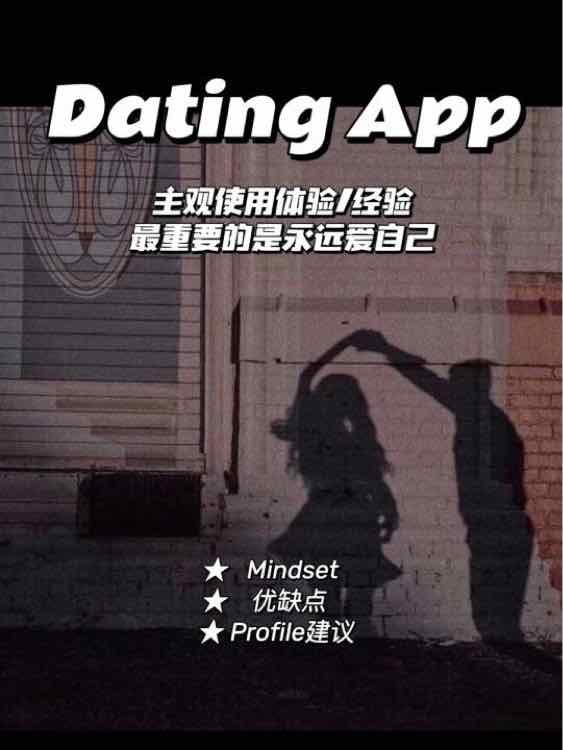 Dating App
主观使用体验/经验
最重要的是永远爱自己
★ Mindset
★ 优缺点
★ Profile建议